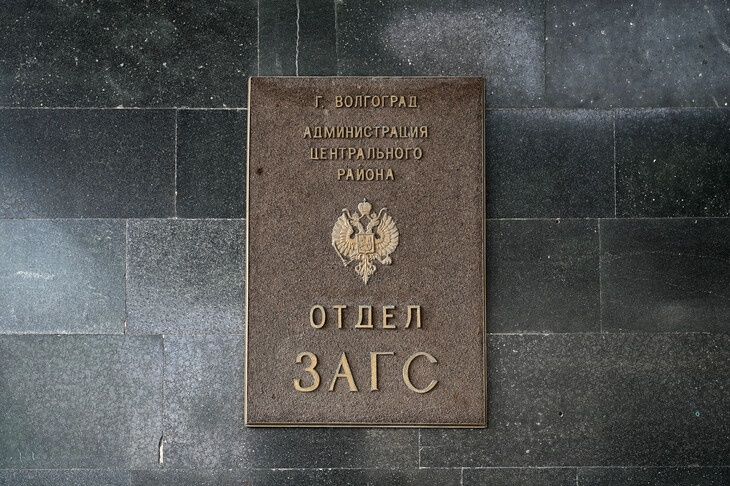 Г. ВОЛГОГРАД
АДМИНИСТРАЦИЯ
ЦЕНТРАЛЬНОГО
РАЙОНА
ОТДЕЛ
ЗАГС